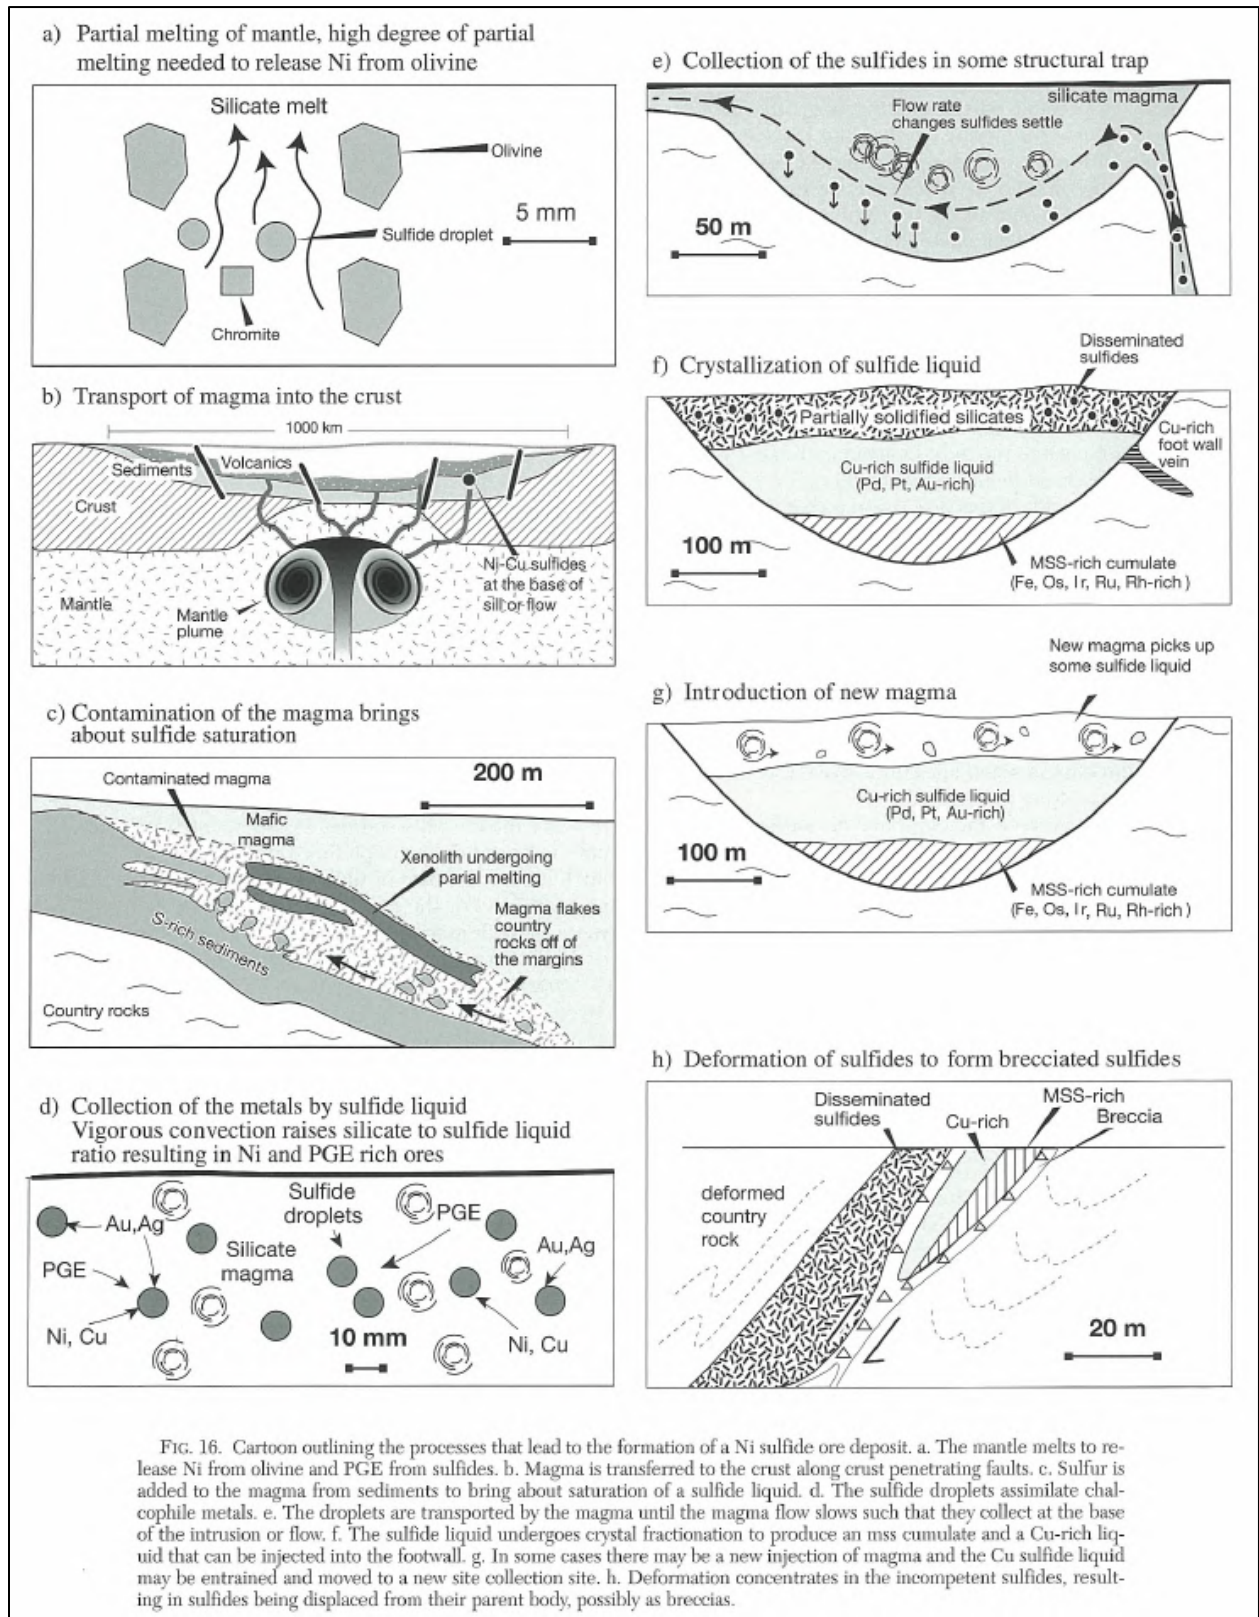 a) Partial melting of mantle, high degree of partial
melting needed to release Ni from olivine
Silicate melt
Olivine
5 mm
Sulfide droplet
Chromite
b) Transport of magma into the crust
1000 km
Sediments
Volcanics
Crust
Mantle
Mantle
plume
Ni-Cu sulfides
at the base of
sill or flow
c) Contamination of the magma brings
about sulfide saturation
Contaminated magma
200 m
Mafic
magma
Xenolith undergoing
parial melting
Magma flakes
country
rocks off of
the margins
S-rich sediments
Country rocks
d) Collection of the metals by sulfide liquid
Vigorous convection raises silicate to sulfide liquid
ratio resulting in Ni and PGE rich ores
Sulfide
droplets
PGE
Au,Ag
Silicate
magma
Au,Ag
PGE
Ni, Cu
10 mm
Ni, Cu
e) Collection of the sulfides in some structural trap
silicate magma
Flow rate
changes sulfides settle
50 m
Disseminated
sulfides
f) Crystallization of sulfide liquid
Partially solidified silicates
Cu-rich
foot wall
vein
Cu-rich sulfide liquid
(Pd, Pt, Au-rich)
100 m
MSS-rich cumulate
(Fe, Os, Ir, Ru, Rh-rich )
New magma picks up
some sulfide liquid
g) Introduction of new magma
Cu-rich sulfide liquid
(Pd, Pt, Au-rich)
100 m
MSS-rich cumulate
(Fe, Os, Ir, Ru, Rh-rich )
h) Deformation of sulfides to form brecciated sulfides
Disseminated
sulfides
Cu-rich
MSS-rich
Breccia
deformed
country
rock
20 m
FIG. 16. Cartoon outlining the processes that lead to the formation of a Ni sulfide ore deposit. a. The mantle melts to re-
lease Ni from olivine and PGE from sulfides. b. Magma is transferred to the crust along crust penetrating faults. c. Sulfur is
added to the magma from sediments to bring about saturation of a sulfide liquid. d. The sulfide droplets assimilate chal-
cophile metals. e. The droplets are transported by the magma until the magma flow slows such that they collect at the base
of the intrusion or flow. f. The sulfide liquid undergoes crystal fractionation to produce an mss cumulate and a Cu-rich liq-
uid that can be injected into the footwall. g. In some cases there may be a new injection of magma and the Cu sulfide liquid
may be entrained and moved to a new site collection site. h. Deformation concentrates in the incompetent sulfides, result-
ing in sulfides being displaced from their parent body, possibly as breccias.